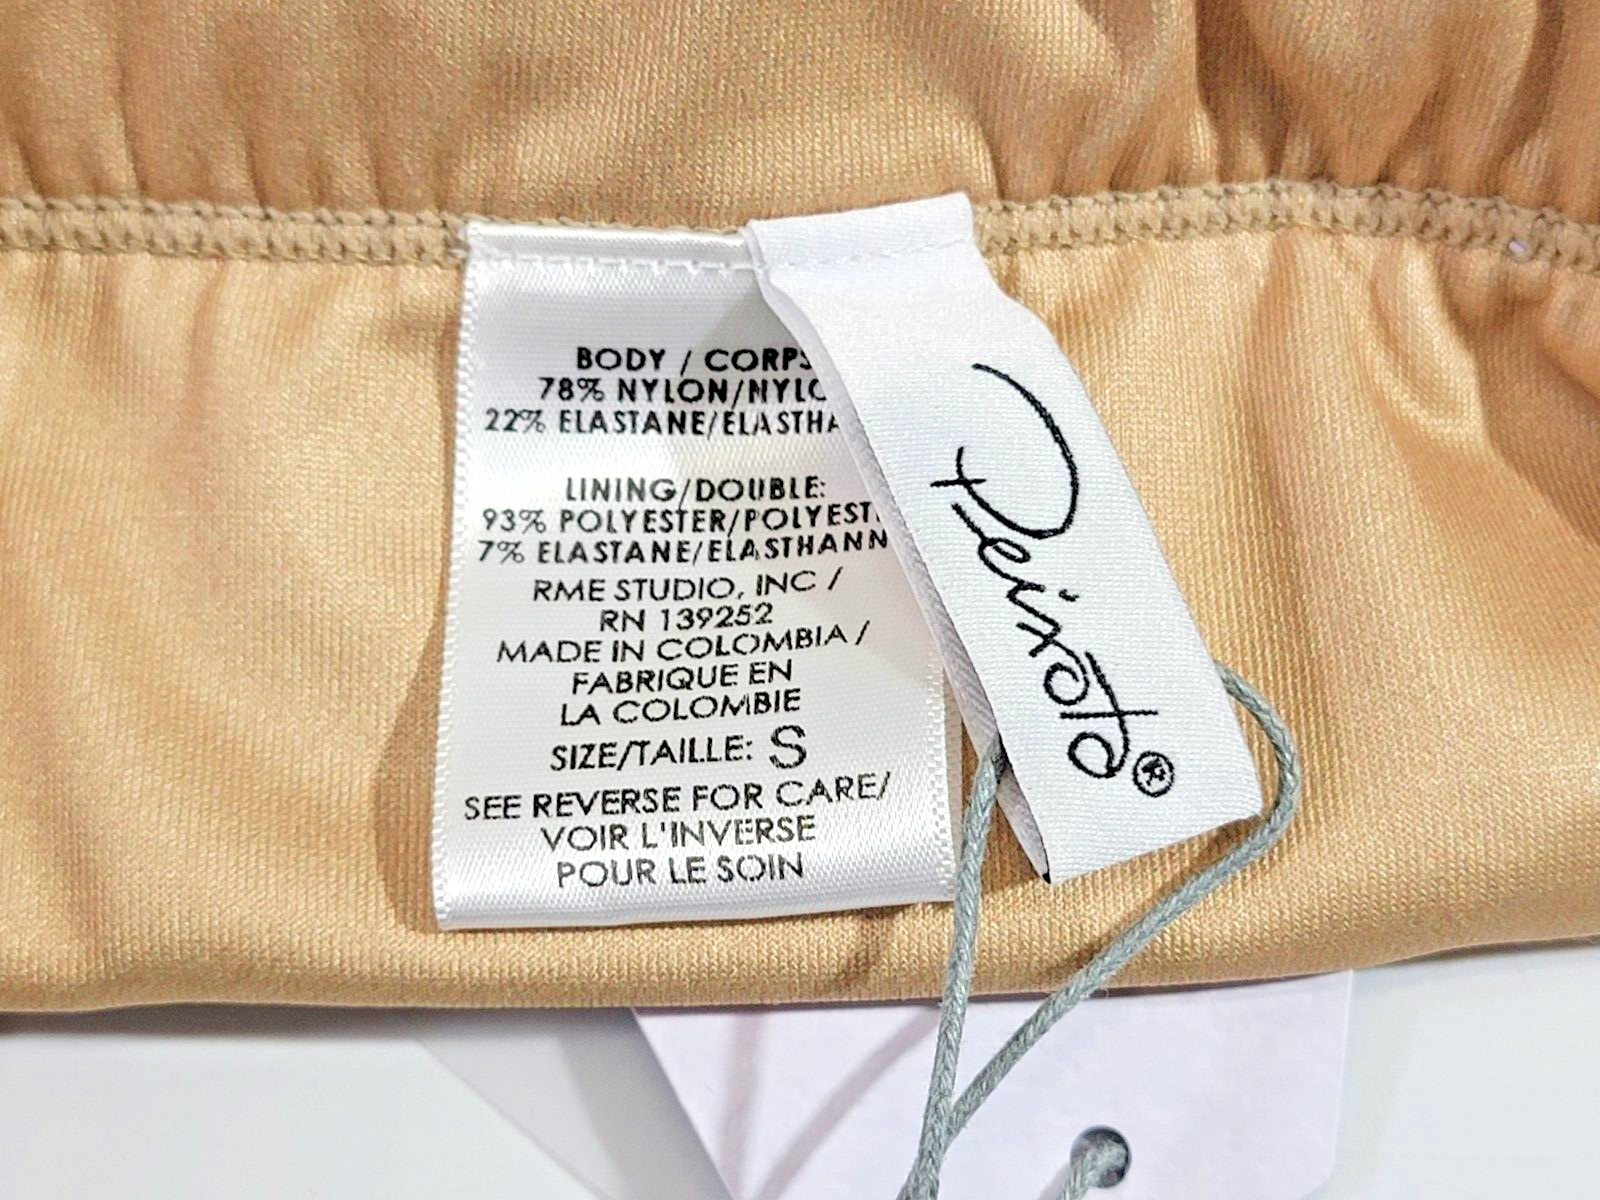 BODY / CORPS
78% NYLON/NYLO
22% ELASTANE/ELASTHA
LINING/DOUBLE:
93% POLYESTER/POLYEST
7% ELASTANE/ELASTHANN
RME STUDIO, INC /
RN 139252
MADE IN COLOMBIA /
FABRIQUE EN
LA COLOMBIE
SIZE/TAILLE: S
SEE REVERSE FOR CARE/
VOIR L'INVERSE
POUR LE SOIN
Peixoto®